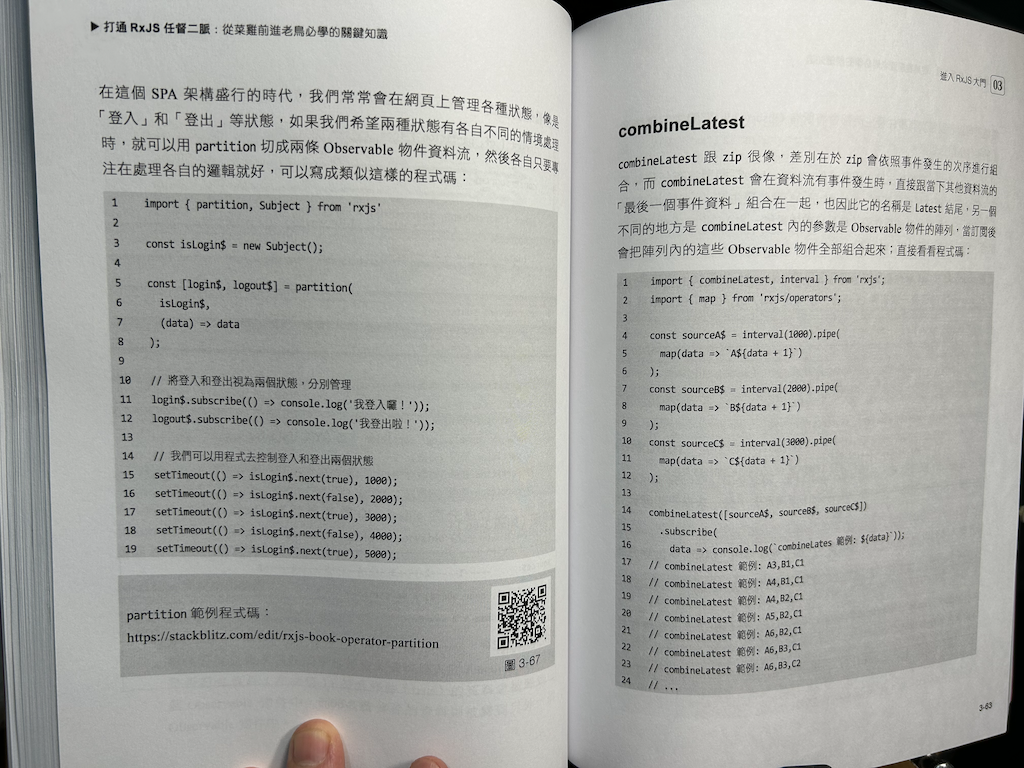 ▶ 打通 RxJS 任督二脈：從菜雞前進老鳥必學的關鍵知識
在這個 SPA 架構盛行的時代，我們常常會在網頁上管理各種狀態，像是
「登入」和「登出」等狀態，如果我們希望兩種狀態有各自不同的情境處理
時，就可以用 partition 切成兩條 Observable 物件資料流，然後各自只要專
注在處理各自的邏輯就好，可以寫成類似這樣的程式碼：
1 import { partition, Subject } from 'rxjs'
2
3 const isLogin$ = new Subject();
4
5 const [login$, logout$] = partition(
6 isLogin$,
7 (data) => data
8 );
9
10 // 將登入和登出視為兩個狀態，分別管理
11 login$.subscribe(() => console.log('我登入囉！'));
12 logout$.subscribe(() => console.log('我登出啦！'));
13
14 // 我們可以用程式去控制登入和登出兩個狀態
15 setTimeout(() => isLogin$.next(true), 1000);
16 setTimeout(() => isLogin$.next(false), 2000);
17 setTimeout(() => isLogin$.next(true), 3000);
18 setTimeout(() => isLogin$.next(false), 4000);
19 setTimeout(() => isLogin$.next(true), 5000);
partition 範例程式碼：
https://stackblitz.com/edit/rxjs-book-operator-partition
圖 3-67
進入 RxJS 大門 03
combineLatest
combineLatest 跟 zip 很像，差別在於 zip 會依照事件發生的次序進行組
合，而 combineLatest 會在資料流有事件發生時，直接跟當下其他資料流的
「最後一個事件資料」組合在一起，也因此它的名稱是 Latest 結尾，另一個
不同的地方是 combineLatest 內的參數是 Observable 物件的陣列，當訂閱後
會把陣列內的這些 Observable 物件全部組合起來；直接看看程式碼：
1 import { combineLatest, interval } from 'rxjs';
2 import { map } from 'rxjs/operators';
3
4 const sourceA$ = interval(1000).pipe(
5 map(data => `A${data + 1}`)
6 );
7 const sourceB$ = interval(2000).pipe(
8 map(data => `B${data + 1}`)
9 );
10 const sourceC$ = interval(3000).pipe(
11 map(data => `C${data + 1}`)
12 );
13
14 combineLatest([sourceA$, sourceB$, sourceC$])
15 .subscribe(
16 data => console.log(`combineLates 範例: ${data}`));
17 // combineLatest 範例: A3,B1,C1
18 // combineLatest 範例: A4,B1,C1
19 // combineLatest 範例: A4,B2,C1
20 // combineLatest 範例: A5,B2,C1
21 // combineLatest 範例: A6,B2,C1
22 // combineLatest 範例: A6,B3,C1
23 // combineLatest 範例: A6,B3,C2
24 // ...
3-63